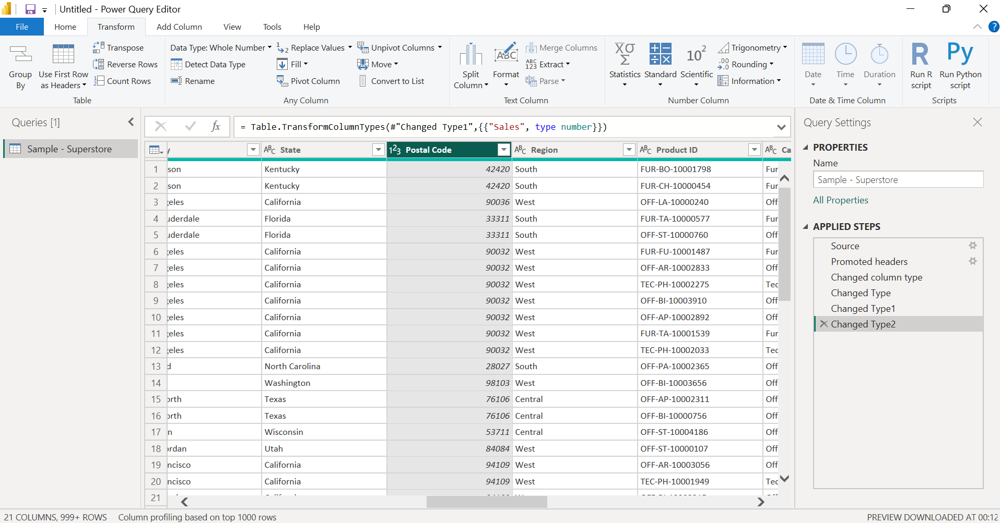 Untitled - Power Query Editor
File Home Transform Add Column View Tools Help
Group By
Use First Row as Headers
Transpose
Reverse Rows
Count Rows
Table
Data Type: Whole Number
Detect Data Type
Rename
Replace Values
Fill
Pivot Column
Unpivot Columns
Move
Convert to List
Any Column
Split Column
Format
Merge Columns
Extract
Parse
Text Column
Statistics
Standard
Scientific
Trigonometry
Rounding
Information
Number Column
Date
Time
Duration
Date & Time Column
Run R script
Run Python script
Scripts
Queries [1]
Sample - Superstore
= Table.TransformColumnTypes(#"Changed Type1",{{"Sales", type number}})
y State Postal Code Region Product ID Ca
1 son Kentucky 42420 South FUR-BO-10001798 Fur
2 son Kentucky 42420 South FUR-CH-10000454 Fur
3 geles California 90036 West OFF-LA-10000240 Off
4 uderdale Florida 33311 South FUR-TA-10000577 Fur
5 uderdale Florida 33311 South OFF-ST-10000760 Off
6 geles California 90032 West FUR-FU-10001487 Fur
7 geles California 90032 West OFF-AR-10002833 Off
8 geles California 90032 West TEC-PH-10002275 Tec
9 geles California 90032 West OFF-BI-10003910 Off
10 geles California 90032 West OFF-AP-10002892 Off
11 geles California 90032 West FUR-TA-10001539 Fur
12 geles California 90032 West TEC-PH-10002033 Tec
13 d North Carolina 28027 South OFF-PA-10002365 Off
14 Washington 98103 West OFF-BI-10003656 Off
15 orth Texas 76106 Central OFF-AP-10002311 Off
16 orth Texas 76106 Central OFF-BI-10000756 Off
17 n Wisconsin 53711 Central OFF-ST-10004186 Off
18 ordan Utah 84084 West OFF-ST-10000107 Off
19 ncisco California 94109 West OFF-AR-10003056 Off
20 ncisco California 94109 West TEC-PH-10001949 Tec
21
Query Settings
PROPERTIES
Name
Sample - Superstore
All Properties
APPLIED STEPS
Source
Promoted headers
Changed column type
Changed Type
Changed Type1
Changed Type2
21 COLUMNS, 999+ ROWS Column profiling based on top 1000 rows
PREVIEW DOWNLOADED AT 00:12